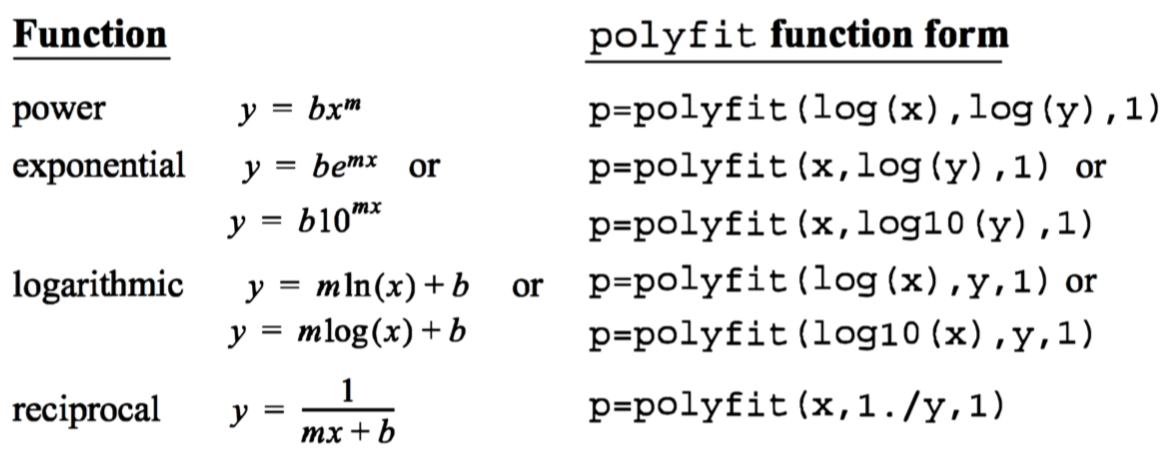 Function polyfit function form
power y = bx^m p=polyfit(log(x),log(y),1)
exponential y = be^{mx} or p=polyfit(x,log(y),1) or
y = b10^{mx} p=polyfit(x,log10(y),1)
logarithmic y = mln(x)+b or p=polyfit(log(x),y,1) or
y = mlog(x)+b p=polyfit(log10(x),y,1)
reciprocal y = \frac{1}{mx+b} p=polyfit(x,1./y,1)